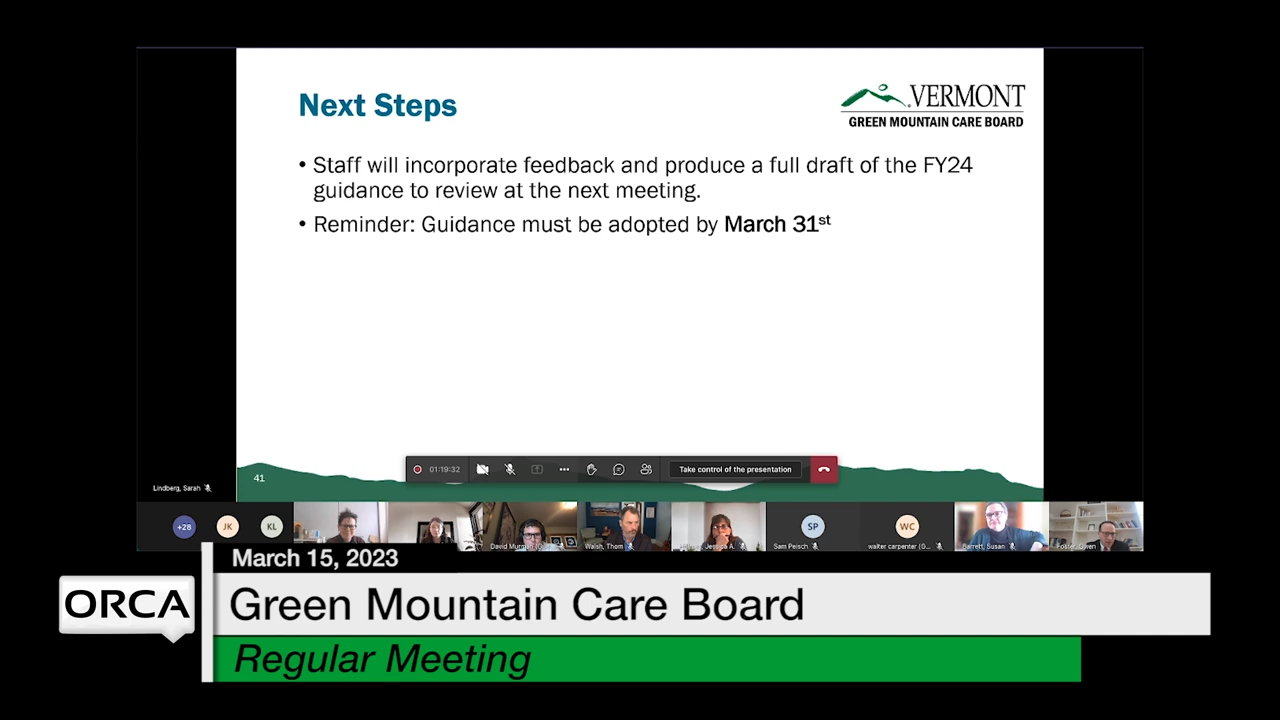 Next Steps
VERMONT
GREEN MOUNTAIN CARE BOARD
• Staff will incorporate feedback and produce a full draft of the FY24
guidance to review at the next meeting.
• Reminder: Guidance must be adopted by March 31st
41
01:19:32
Take control of the presentation
Lindberg, Sarah
+28
JK
KL
David Murman
Walsh, Thom
Jessica A.
SP
Sam Peisch
WC
walter carpenter (G...
Barrett, Susan
Foster, Owen
March 15, 2023
ORCA
Green Mountain Care Board
Regular Meeting